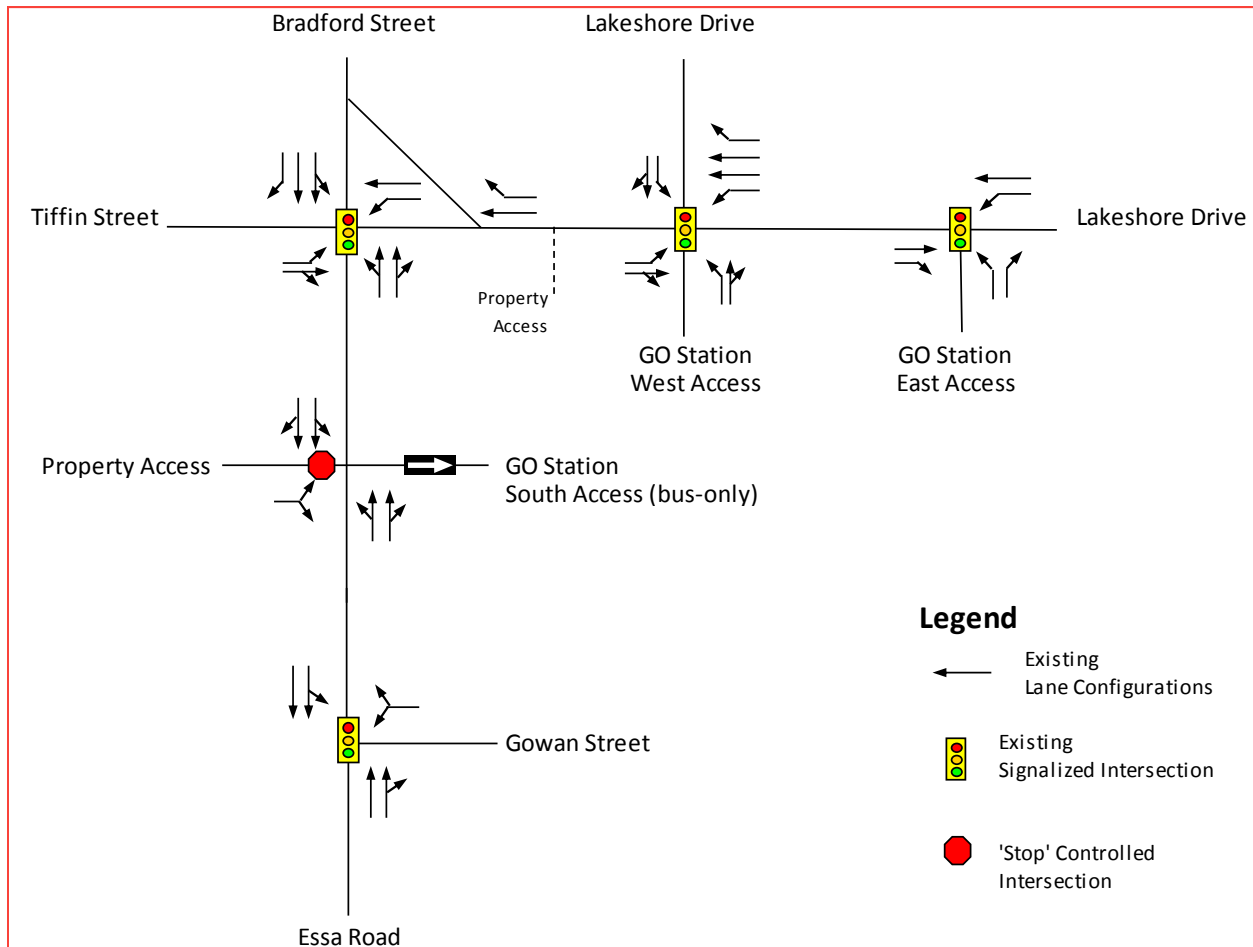 Bradford Street
Lakeshore Drive
Tiffin Street
Lakeshore Drive
Property
Access
GO Station
West Access
GO Station
East Access
Property Access
GO Station
South Access (bus-only)
Legend
Existing
Lane Configurations
Gowan Street
Existing
Signalized Intersection
'Stop' Controlled
Intersection
Essa Road